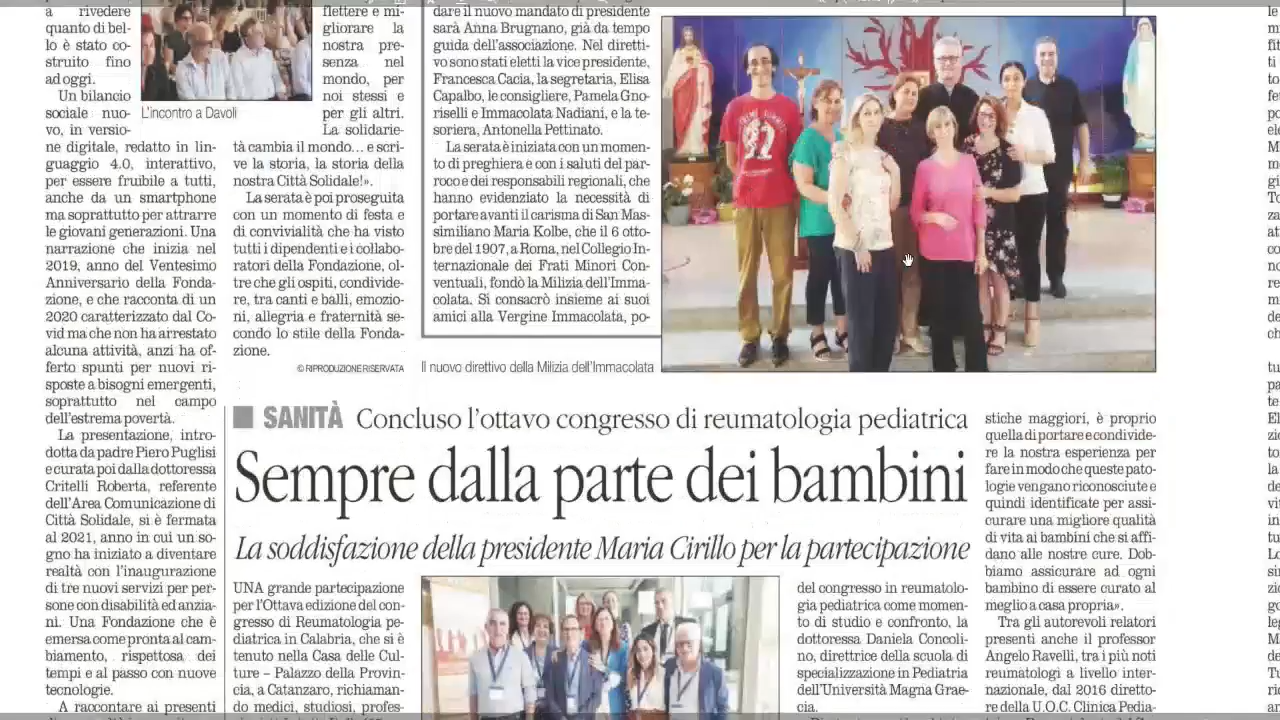 a rivedere
quanto di bel-
lo è stato co-
struito fino
ad oggi.
Un bilancio
sociale nuo-
vo, in versio-
ne digitale, redatto in lin-
guaggio 4.0, interattivo,
per essere fruibile a tutti,
anche da un smartphone
ma soprattutto per attrarre
le giovani generazioni. Una
narrazione che inizia nel
2019, anno del Ventesimo
Anniversario della Fonda-
zione, e che racconta di un
2020 caratterizzato dal Co-
vid ma che non ha arrestato
alcuna attività, anzi ha of-
ferto spunti per nuovi ri-
sposte a bisogni emergenti,
soprattutto nel campo
dell'estrema povertà.
La presentazione, intro-
dotta da padre Piero Puglisi
e curata poi dalla dottoressa
Critelli Roberta, referente
dell'Area Comunicazione di
Città Solidale, si è fermata
al 2021, anno in cui un so-
gno ha iniziato a diventare
realtà con l'inaugurazione
di tre nuovi servizi per per-
sone con disabilità ed anzia-
ni. Una Fondazione che è
emersa come pronta al cam-
biamento, rispettosa dei
tempi e al passo con nuove
tecnologie.
A raccontare ai presenti
L'incontro a Davoli
flettere e mi-
gliorare la
nostra pre-
senza nel
mondo, per
noi stessi e
per gli altri.
La solidarie-
tà cambia il mondo... e scri-
ve la storia, la storia della
nostra Città Solidale!».
La serata è poi proseguita
con un momento di festa e
di convivialità che ha visto
tutti i dipendenti e i collabo-
ratori della Fondazione, ol-
tre che gli ospiti, condivide-
re, tra canti e balli, emozio-
ni, allegria e fraternità se-
condo lo stile della Fonda-
zione.
© RIPRODUZIONE RISERVATA
dare il nuovo mandato di presidente
sarà Anna Brugnano, già da tempo
guida dell'associazione. Nel diretti-
vo sono stati eletti la vice presidente,
Francesca Cacia, la segretaria, Elisa
Capalbo, le consigliere, Pamela Gno-
riselli e Immacolata Nadiani, e la te-
soriera, Antonella Pettinato.
La serata è iniziata con un momen-
to di preghiera e con i saluti del par-
roco e dei responsabili regionali, che
hanno evidenziato la necessità di
portare avanti il carisma di San Mas-
similiano Maria Kolbe, che il 6 otto-
bre del 1907, a Roma, nel Collegio In-
ternazionale dei Frati Minori Con-
ventuali, fondò la Milizia dell'Imma-
colata. Si consacrò insieme ai suoi
amici alla Vergine Immacolata, po-
Il nuovo direttivo della Milizia dell'Immacolata
SANITÀ Concluso l'ottavo congresso di reumatologia pediatrica
Sempre dalla parte dei bambini
La soddisfazione della presidente Maria Cirillo per la partecipazione
UNA grande partecipazione
per l'Ottava edizione del con-
gresso di Reumatologia pe-
diatrica in Calabria, che si è
tenuto nella Casa delle Cul-
ture – Palazzo della Provin-
cia, a Catanzaro, richiaman-
do medici, studiosi, profes-
del congresso in reumatolo-
gia pediatrica come momen-
to di studio e confronto, la
dottoressa Daniela Concoli-
no, direttrice della scuola di
specializzazione in Pediatria
dell'Università Magna Grae-
cia.
stiche maggiori, è proprio
quella di portare e condivide-
re la nostra esperienza per
fare in modo che queste pato-
logie vengano riconosciute e
quindi identificate per assi-
curare una migliore qualità
di vita ai bambini che si affi-
dano alle nostre cure. Dob-
biamo assicurare ad ogni
bambino di essere curato al
meglio a casa propria».
Tra gli autorevoli relatori
presenti anche il professor
Angelo Ravelli, tra i più noti
reumatologi a livello inter-
nazionale, dal 2016 diretto-
re della U.O.C. Clinica Pedia-